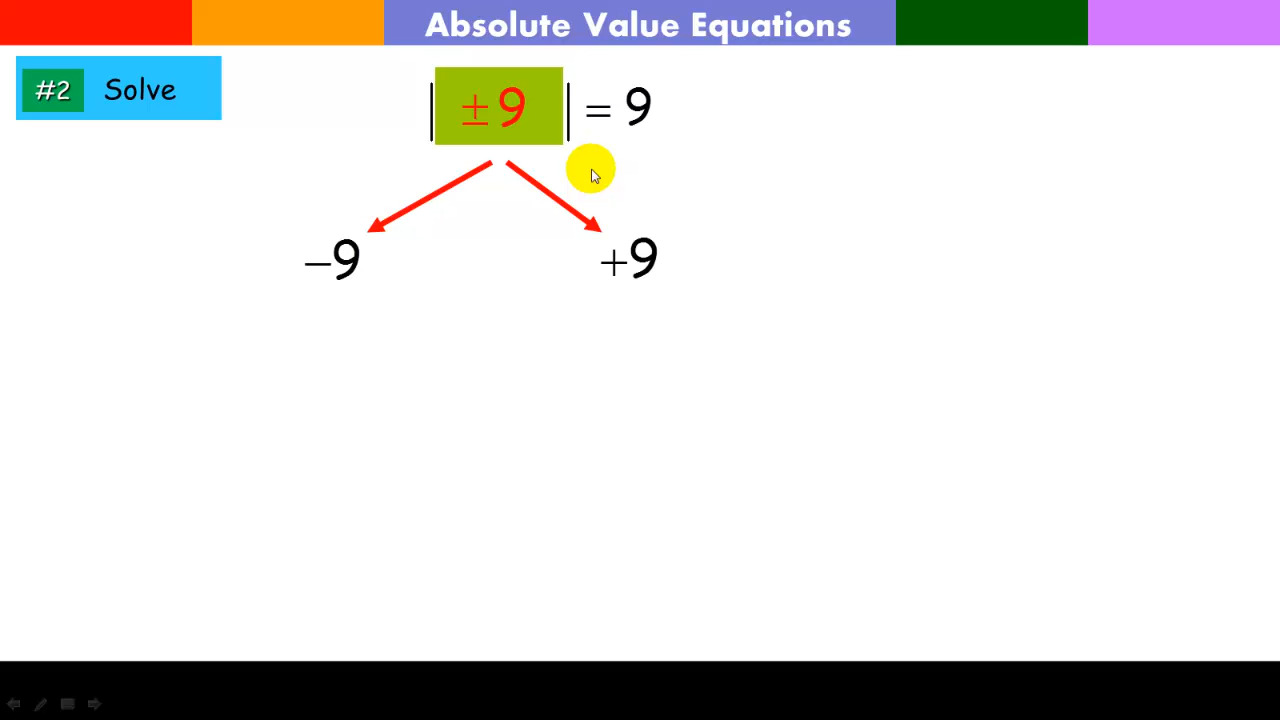 Absolute Value Equations
#2 Solve
| ±9 | = 9
−9 +9